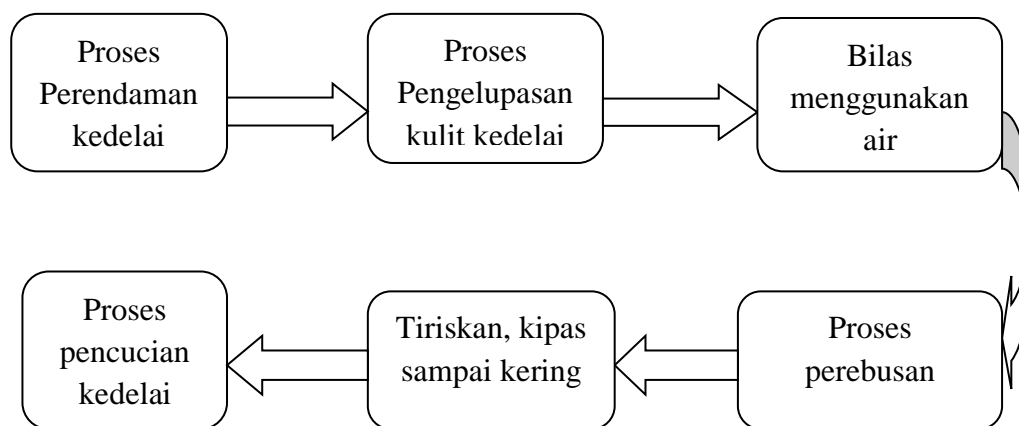 Proses
Perendaman
kedelai
Proses
Pengelupasan
kulit kedelai
Bilas
menggunakan
air
Proses
perebusan
Tiriskan, kipas
sampai kering
Proses
pencucian
kedelai